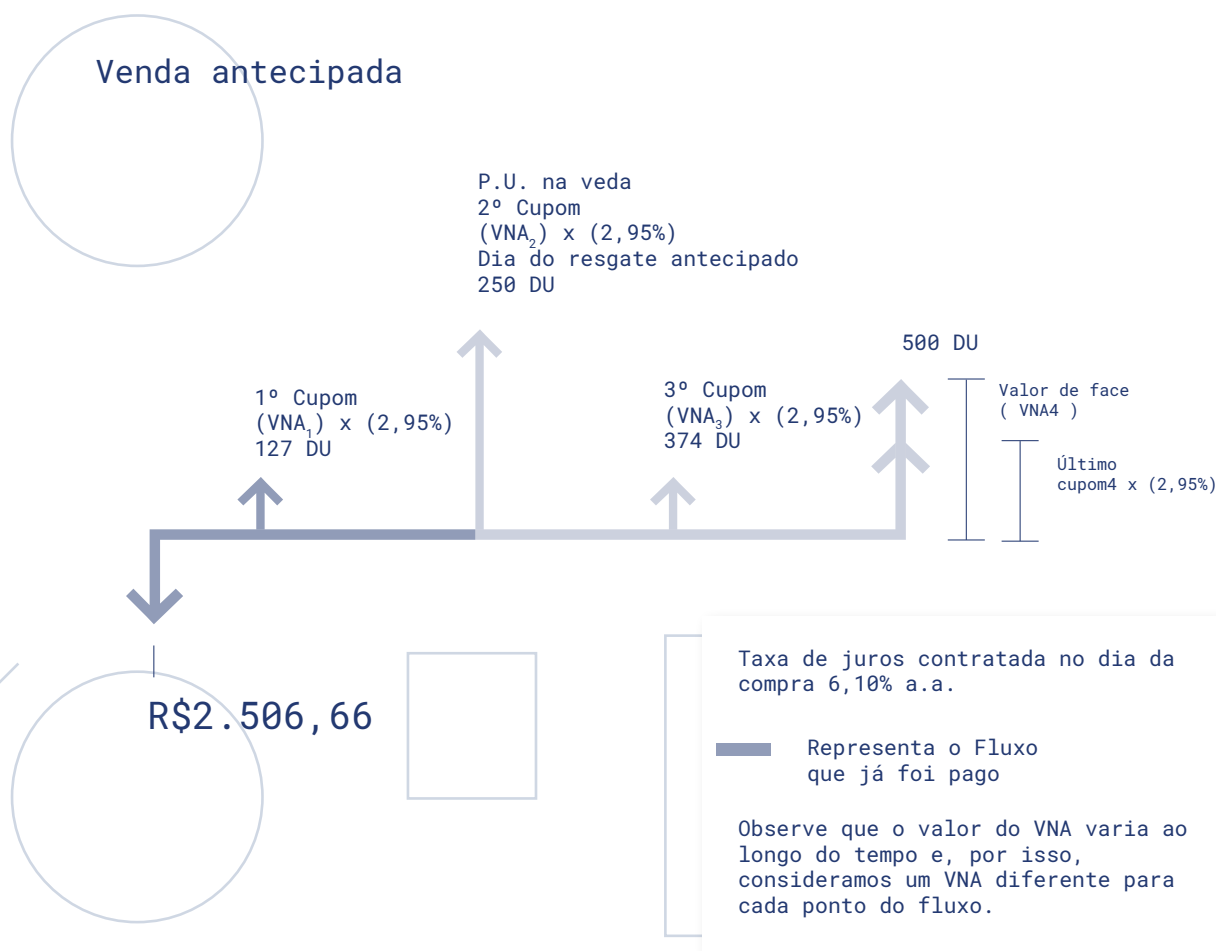 Venda antecipada
P.U. na veda
2º Cupom
(VNA2) x (2,95%)
Dia do resgate antecipado
250 DU
1º Cupom
(VNA1) x (2,95%)
127 DU
3º Cupom
(VNA3) x (2,95%)
374 DU
500 DU
Valor de face
( VNA4 )
Último
cupom4 x (2,95%)
R$2.506,66
Taxa de juros contratada no dia da
compra 6,10% a.a.
Representa o Fluxo
que já foi pago
Observe que o valor do VNA varia ao
longo do tempo e, por isso,
consideramos um VNA diferente para
cada ponto do fluxo.